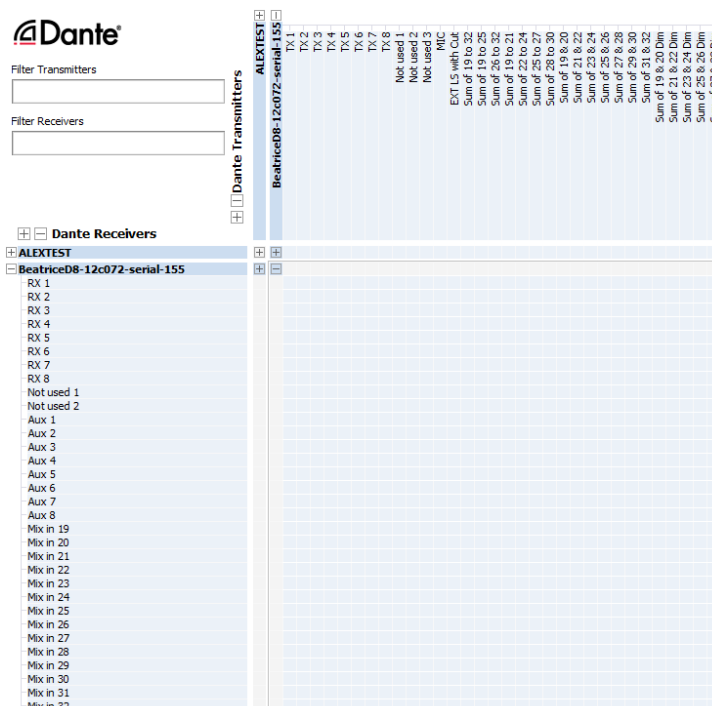 Dante®
Filter Transmitters
Filter Receivers
Dante Transmitters
ALEXTEST
BeatriceD8-12c072-serial-155
TX 1
TX 2
TX 3
TX 4
TX 5
TX 6
TX 7
TX 8
Not used 1
Not used 2
Not used 3
MIC
EXT LS with Cut
Sum of 19 to 32
Sum of 19 to 25
Sum of 26 to 32
Sum of 19 to 21
Sum of 22 to 24
Sum of 25 to 27
Sum of 28 to 30
Sum of 19 & 20
Sum of 21 & 22
Sum of 23 & 24
Sum of 25 & 26
Sum of 27 & 28
Sum of 29 & 30
Sum of 31 & 32
Sum of 19 & 20 Dim
Sum of 21 & 22 Dim
Sum of 23 & 24 Dim
Sum of 25 & 26 Dim
Dante Receivers
ALEXTEST
BeatriceD8-12c072-serial-155
RX 1
RX 2
RX 3
RX 4
RX 5
RX 6
RX 7
RX 8
Not used 1
Not used 2
Aux 1
Aux 2
Aux 3
Aux 4
Aux 5
Aux 6
Aux 7
Aux 8
Mix in 19
Mix in 20
Mix in 21
Mix in 22
Mix in 23
Mix in 24
Mix in 25
Mix in 26
Mix in 27
Mix in 28
Mix in 29
Mix in 30
Mix in 31
Mix in 32